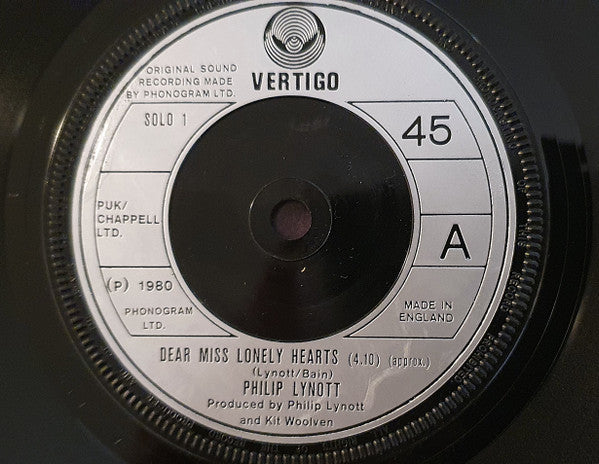 VERTIGO
ORIGINAL SOUND
RECORDING MADE
BY PHONOGRAM LTD.
SOLO 1
45
PUK/
CHAPPELL
LTD.
A
(P) 1980
PHONOGRAM
LTD.
MADE IN
ENGLAND
DEAR MISS LONELY HEARTS (4.10) (approx.)
(Lynott/Bain)
PHILIP LYNOTT
Produced by Philip Lynott
and Kit Woolven